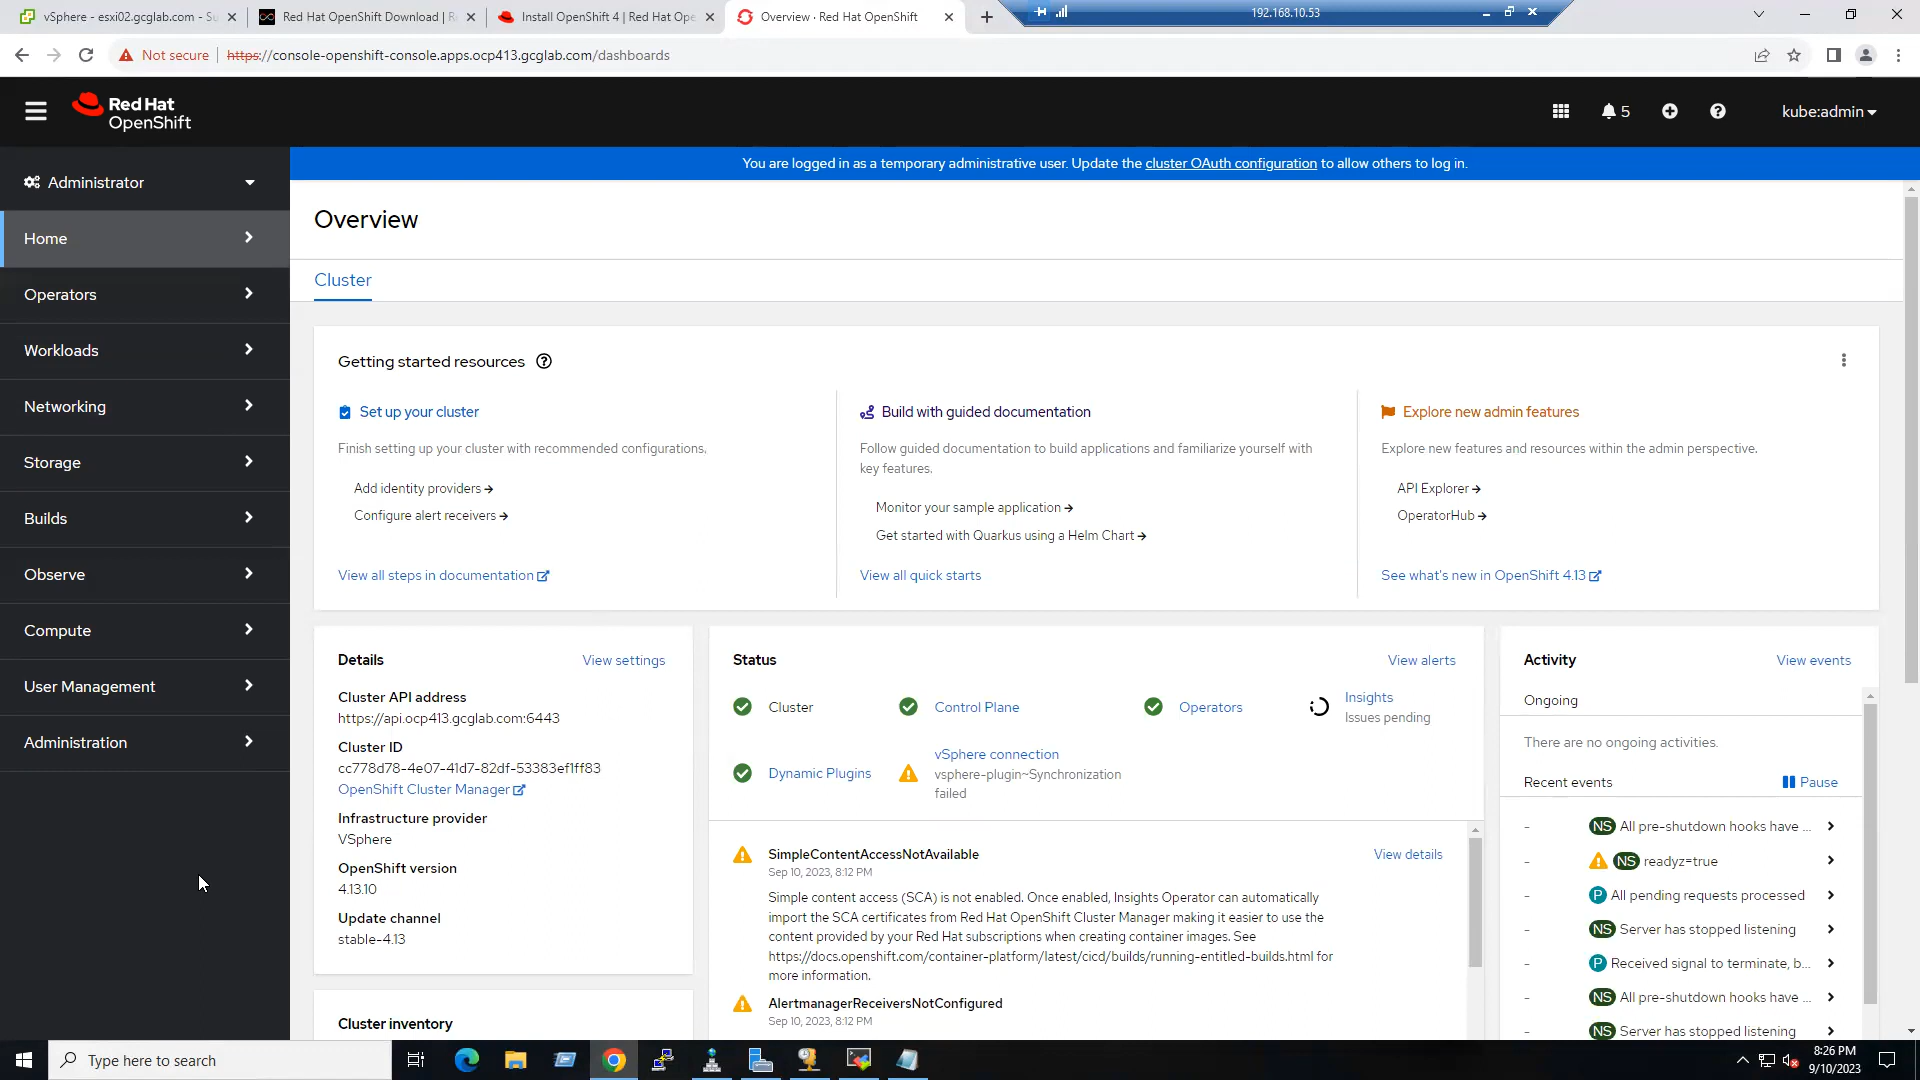 vSphere - esxi02.gcglab.com - Su
Red Hat OpenShift Download | R
Install OpenShift 4 | Red Hat Ope
Overview · Red Hat OpenShift
192.168.10.53
Not secure
https://console-openshift-console.apps.ocp413.gcglab.com/dashboards
Red Hat
OpenShift
5
kube:admin
You are logged in as a temporary administrative user. Update the cluster OAuth configuration to allow others to log in.
Administrator
Home
Operators
Workloads
Networking
Storage
Builds
Observe
Compute
User Management
Administration
Overview
Cluster
Getting started resources
Set up your cluster
Finish setting up your cluster with recommended configurations.
Add identity providers
Configure alert receivers
View all steps in documentation
Build with guided documentation
Follow guided documentation to build applications and familiarize yourself with
key features.
Monitor your sample application
Get started with Quarkus using a Helm Chart
View all quick starts
Explore new admin features
Explore new features and resources within the admin perspective.
API Explorer
OperatorHub
See what's new in OpenShift 4.13
Details
View settings
Cluster API address
https://api.ocp413.gcglab.com:6443
Cluster ID
cc778d78-4e07-41d7-82df-53383ef1ff83
OpenShift Cluster Manager
Infrastructure provider
VSphere
OpenShift version
4.13.10
Update channel
stable-4.13
Cluster inventory
Status
View alerts
Cluster
Control Plane
Operators
Insights
Issues pending
Dynamic Plugins
vSphere connection
vsphere-plugin~Synchronization
failed
SimpleContentAccessNotAvailable
View details
Sep 10, 2023, 8:12 PM
Simple content access (SCA) is not enabled. Once enabled, Insights Operator can automatically
import the SCA certificates from Red Hat OpenShift Cluster Manager making it easier to use the
content provided by your Red Hat subscriptions when creating container images. See
https://docs.openshift.com/container-platform/latest/cicd/builds/running-entitled-builds.html for
more information.
AlertmanagerReceiversNotConfigured
Sep 10, 2023, 8:12 PM
Activity
View events
Ongoing
There are no ongoing activities.
Recent events
Pause
- NS All pre-shutdown hooks have ...
- NS readyz=true
- P All pending requests processed
- NS Server has stopped listening
- P Received signal to terminate, b...
- NS All pre-shutdown hooks have ...
- NS Server has stopped listening
Type here to search
8:26 PM
9/10/2023